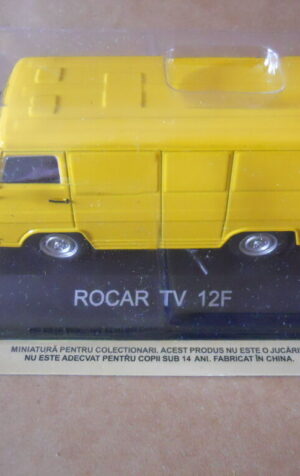 ROCAR TV 12F
MINIATURĂ PENTRU COLECȚIONARI. ACEST PRODUS NU ESTE O JUCĂRI
NU ESTE ADECVAT PENTRU COPII SUB 14 ANI. FABRICAT ÎN CHINA.